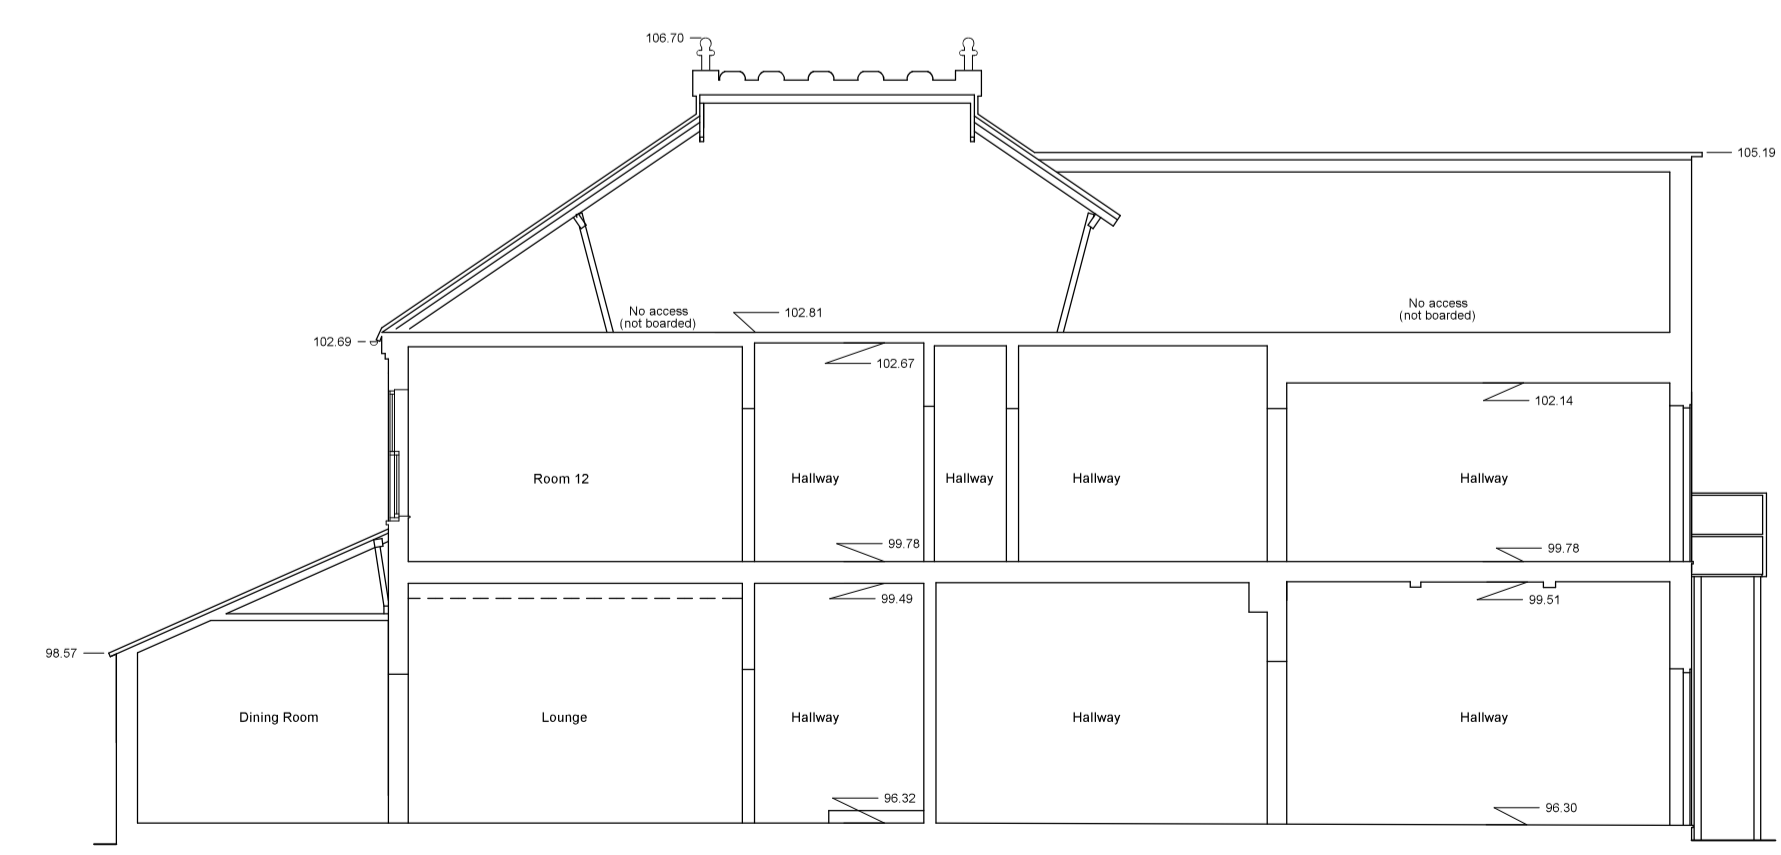 106.70
105.19
No access
(not boarded)
102.81
No access
(not boarded)
102.69
102.67
102.14
Room 12
Hallway
Hallway
Hallway
Hallway
99.78
99.78
99.49
99.51
98.57
Dining Room
Lounge
Hallway
Hallway
Hallway
96.32
96.30